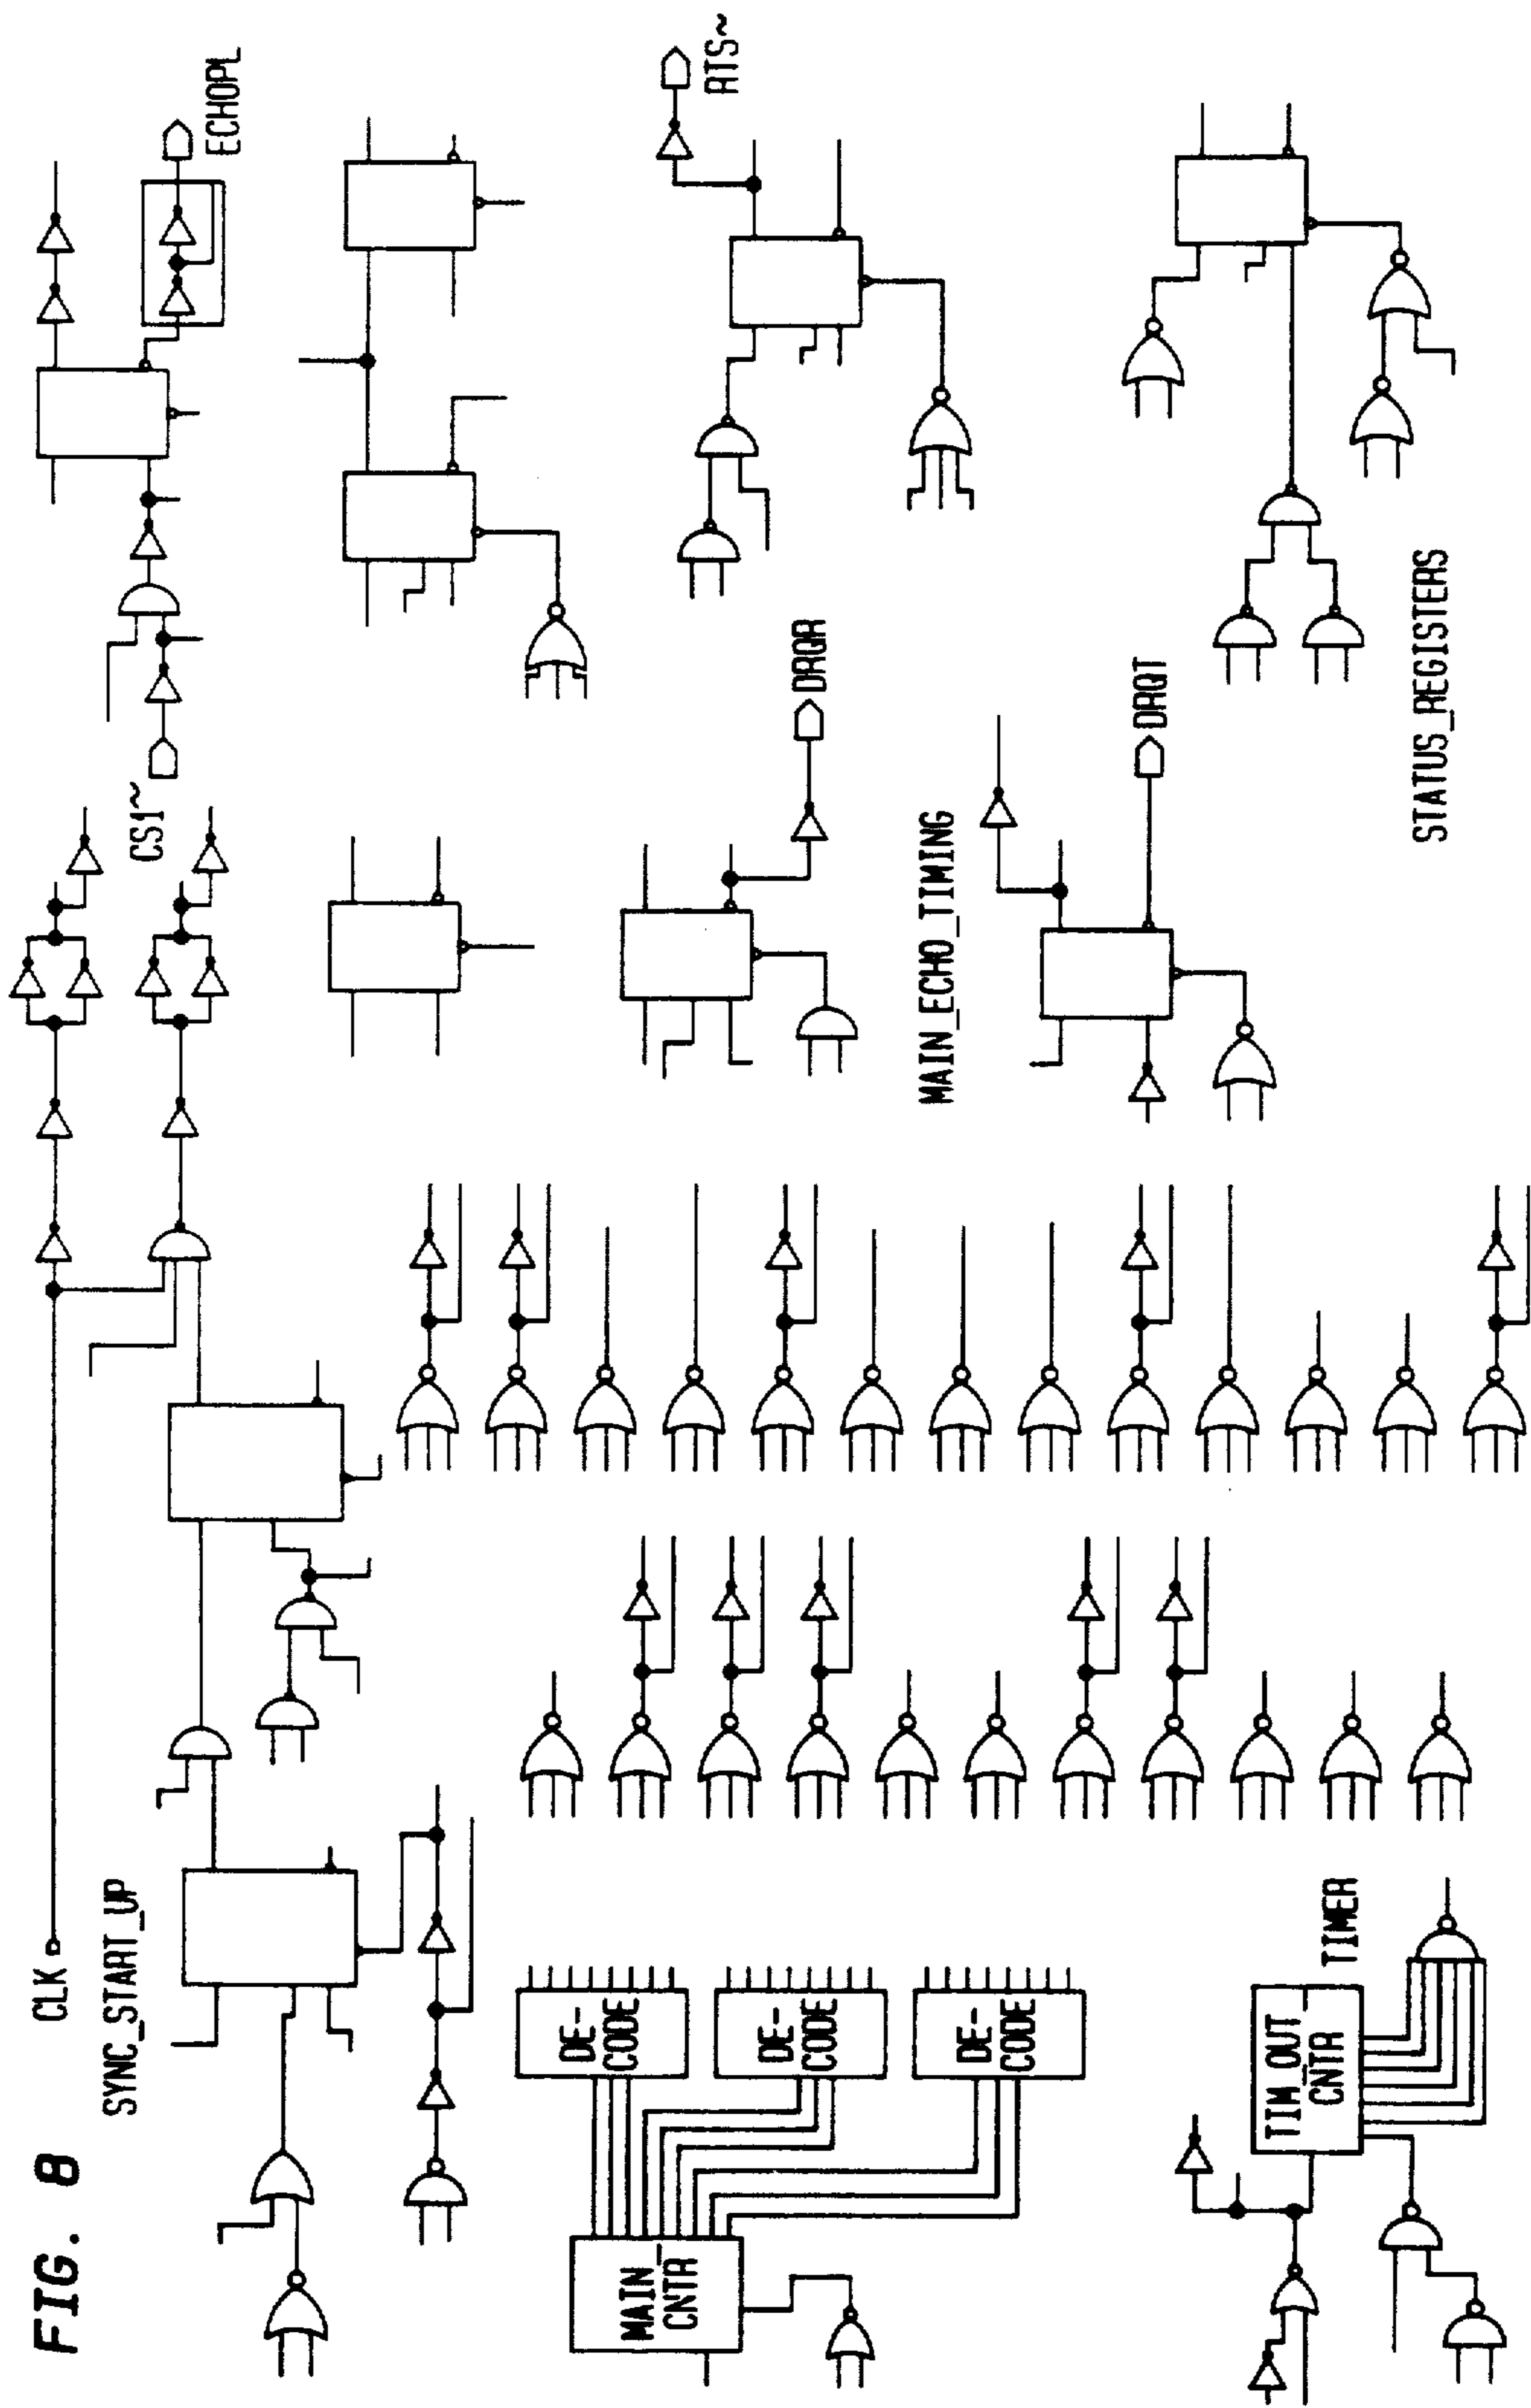 FIG. 8
CLK
SYNC_START_UP
CS1~
ECHOPL
DE-
CODE
DE-
CODE
DE-
CODE
MAIN_
CNTR
DRQR
RTS~
MAIN_ECHO_TIMING
DRQT
TIM_OUT_
CNTR
TIMER
STATUS_REGISTERS